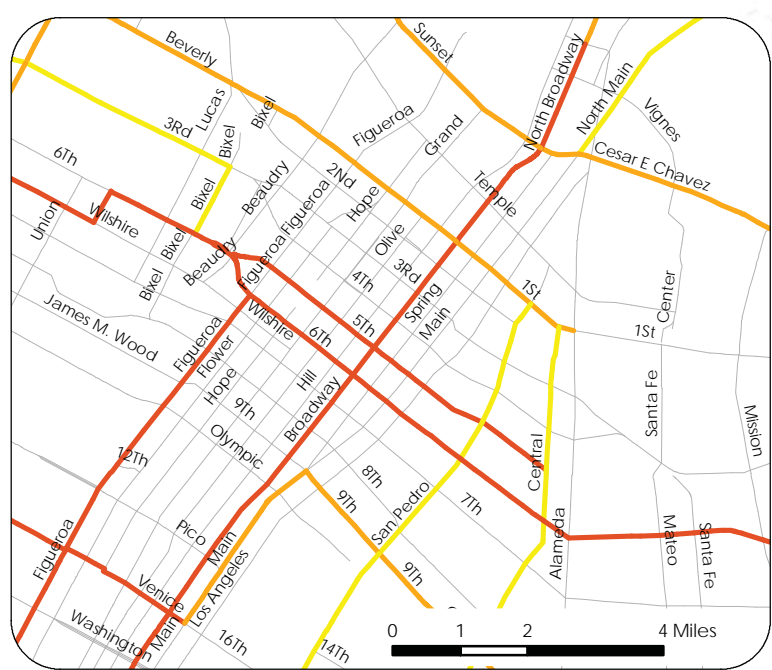 Sunset
Beverly
North Broadway
North Main
Vignes
Lucas
Bixel
Figueroa
Grand
3Rd
Bixel
Cesar E Chavez
6Th
2Nd
Temple
Beaudry
Hope
Bixel
Figueroa
Union
Wilshire
Olive
Bixel
Beaudry
Figueroa
3Rd
4Th
Center
Bixel
1St
Spring
Main
James M. Wood
Wilshire
6Th
5Th
1St
Figueroa
Flower
Hope
Hill
Santa Fe
9Th
Broadway
Mission
Olympic
12Th
8Th
Central
9Th
7Th
San Pedro
Pico
Main
Alameda
Mateo
Santa Fe
Figueroa
9Th
Venice
Los Angeles
Washington
Main
16Th
14Th
0 1 2 4 Miles